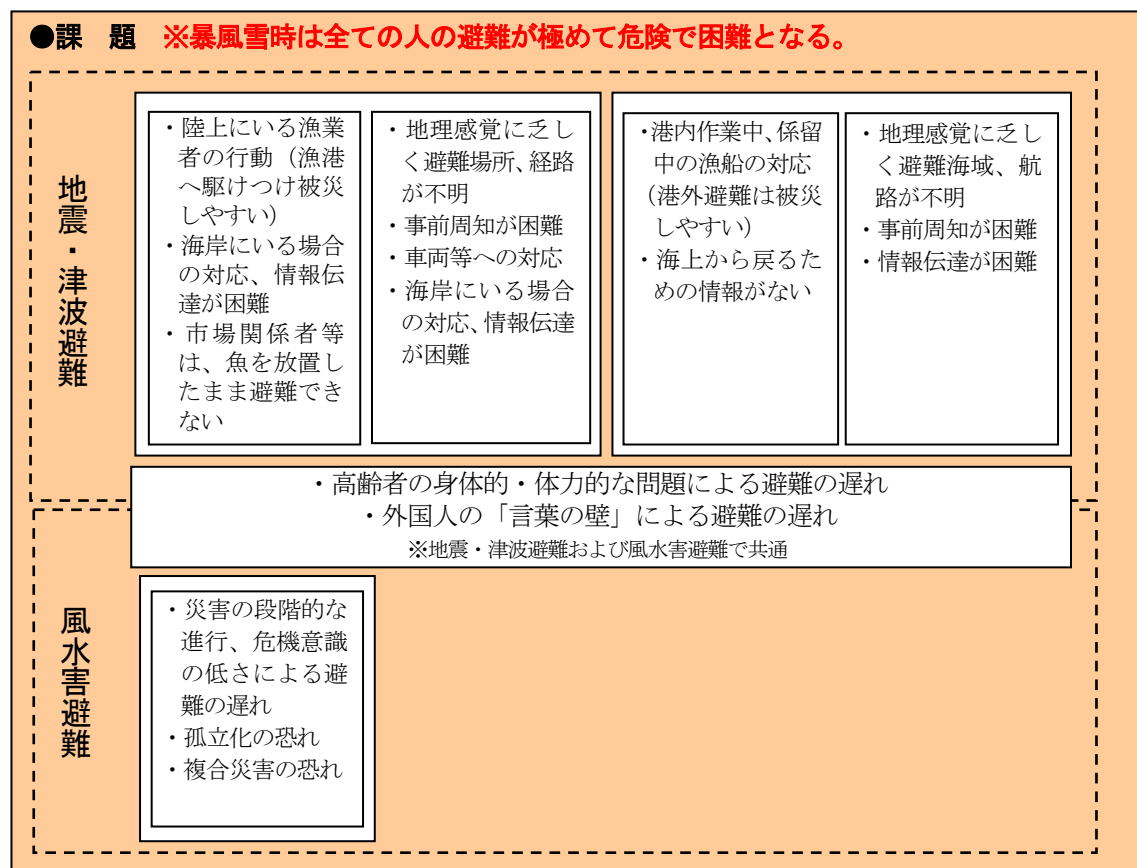 ●課　題　※暴風雪時は全ての人の避難が極めて危険で困難となる。
地震・津波避難
・陸上にいる漁業
者の行動（漁港
へ駆けつけ被災
しやすい）
・海岸にいる場合
の対応、情報伝
達が困難
・市場関係者等
は、魚を放置し
たまま避難でき
ない
・地理感覚に乏し
く避難場所、経路
が不明
・事前周知が困難
・車両等への対応
・海岸にいる場合
の対応、情報伝達
が困難
・港内作業中、係留
中の漁船の対応
（港外避難は被災
しやすい）
・海上から戻るた
めの情報がない
・地理感覚に乏し
く避難海域、航
路が不明
・事前周知が困難
・情報伝達が困難
・高齢者の身体的・体力的な問題による避難の遅れ
・外国人の「言葉の壁」による避難の遅れ
※地震・津波避難および風水害避難で共通
風水害避難
・災害の段階的な
進行、危機意識
の低さによる避
難の遅れ
・孤立化の恐れ
・複合災害の恐れ